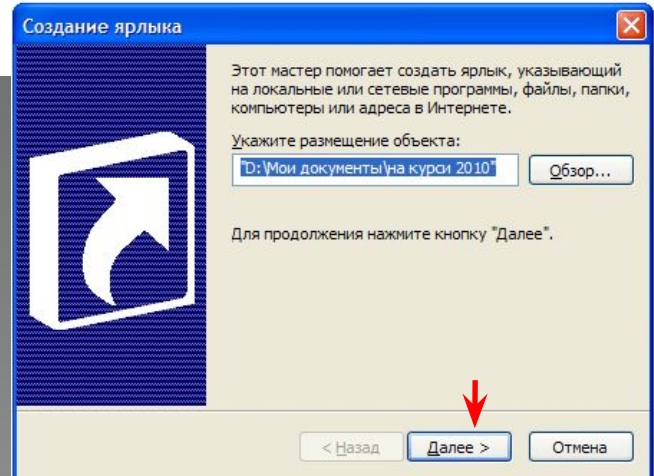 Создание ярлыка
Этот мастер помогает создать ярлык, указывающий
на локальные или сетевые программы, файлы, папки,
компьютеры или адреса в Интернете.
Укажите размещение объекта:
"D:\Мои документы\на курси 2010"
Обзор...
Для продолжения нажмите кнопку "Далее".
< Назад
Далее >
Отмена